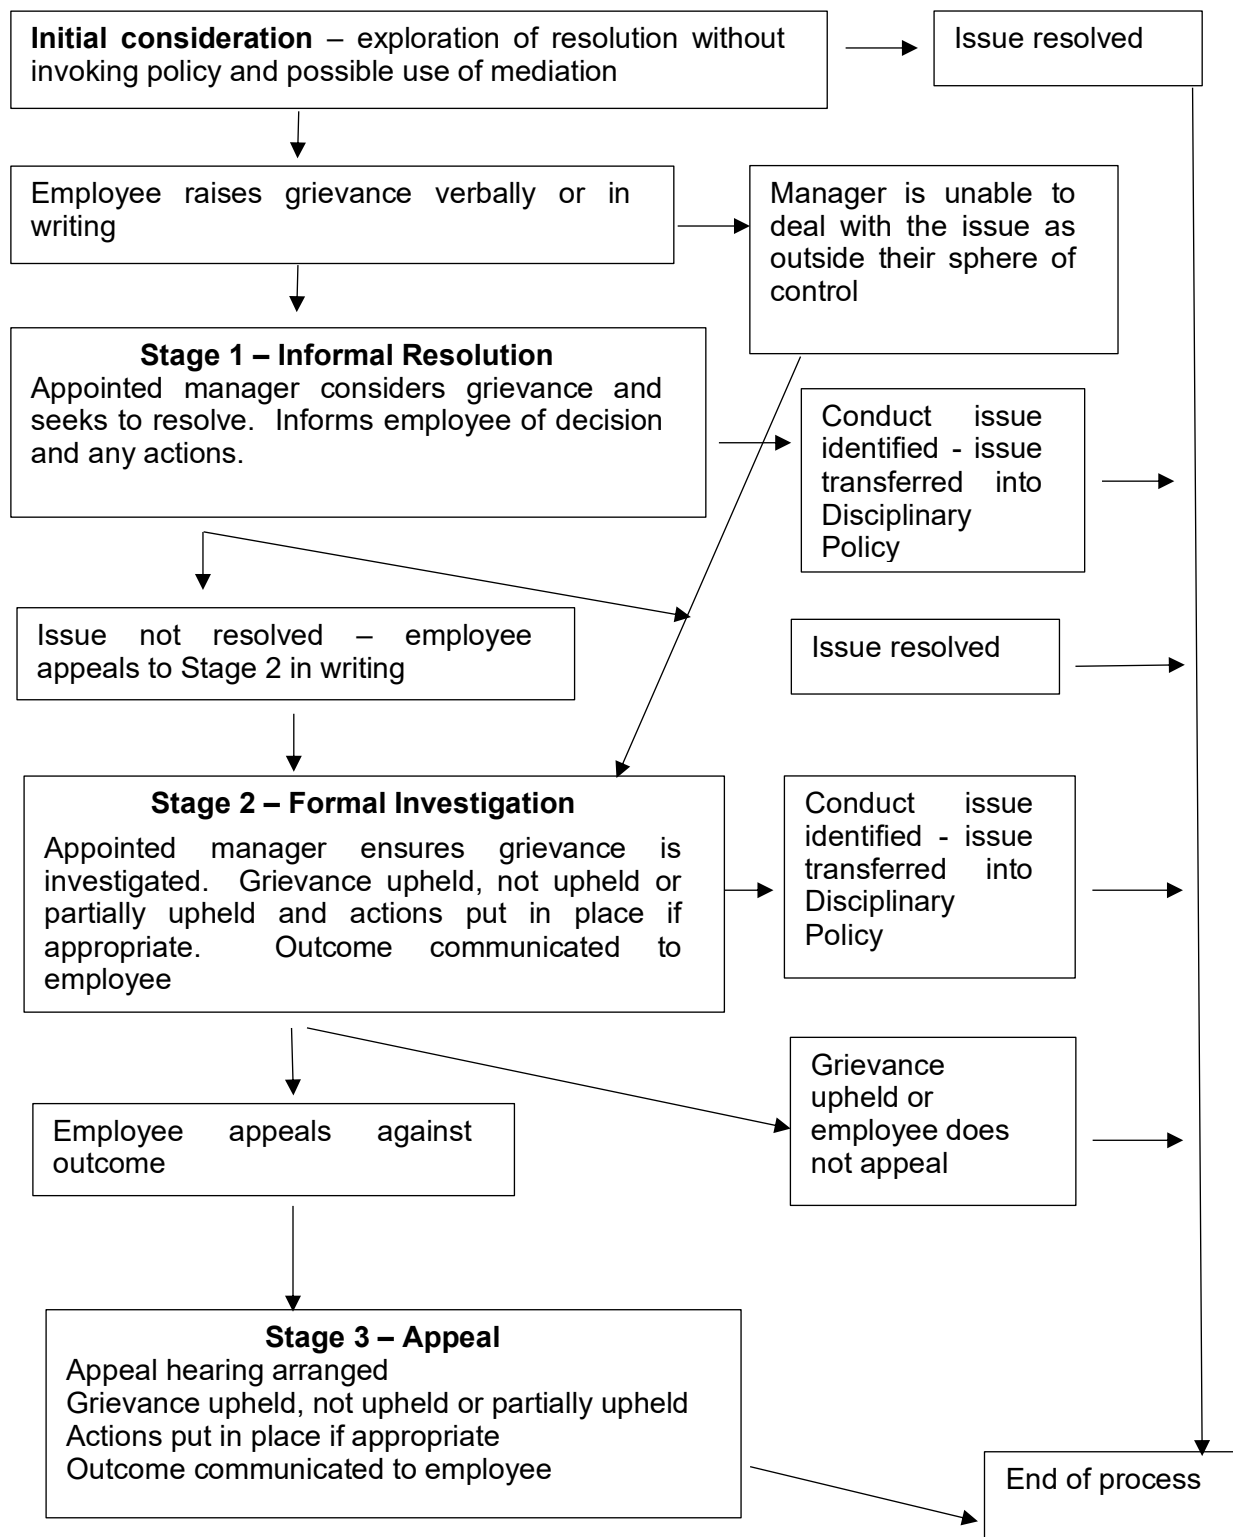 Initial consideration – exploration of resolution without
invoking policy and possible use of mediation
Issue resolved
Employee raises grievance verbally or in
writing
Manager is unable to
deal with the issue as
outside their sphere of
control
Stage 1 – Informal Resolution
Appointed manager considers grievance and
seeks to resolve. Informs employee of decision
and any actions.
Conduct issue
identified - issue
transferred into
Disciplinary
Policy
Issue not resolved – employee
appeals to Stage 2 in writing
Issue resolved
Stage 2 – Formal Investigation
Appointed manager ensures grievance is
investigated. Grievance upheld, not upheld or
partially upheld and actions put in place if
appropriate. Outcome communicated to
employee
Conduct issue
identified - issue
transferred into
Disciplinary
Policy
Grievance
upheld or
employee does
not appeal
Employee appeals against
outcome
Stage 3 – Appeal
Appeal hearing arranged
Grievance upheld, not upheld or partially upheld
Actions put in place if appropriate
Outcome communicated to employee
End of process